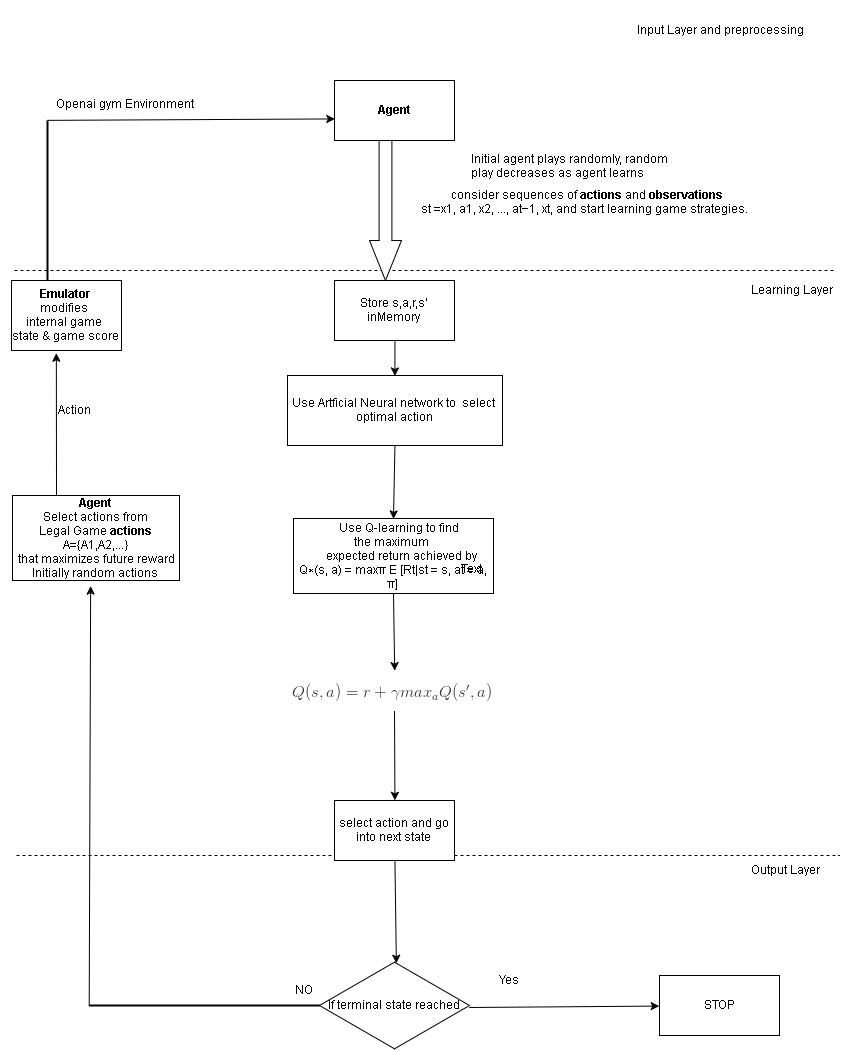 Input Layer and preprocessing
Openai gym Environment
Agent
Initial agent plays randomly, random
play decreases as agent learns
consider sequences of actions and observations
st =x1, a1, x2, ..., at−1, xt, and start learning game strategies.
Learning Layer
Emulator
modifies
internal game
state & game score
Store s,a,r,s'
inMemory
Use Artficial Neural network to select
optimal action
Action
Agent
Select actions from
Legal Game actions
A={A1,A2,...}
that maximizes future reward
Initially random actions
Use Q-learning to find
the maximum
expected return achieved by
Q∗(s, a) = maxπ E [Rt|st = s, at = a,
π]
Text
Q(s, a) = r + γmaxₐQ(s′, a)
select action and go
into next state
Output Layer
NO
If terminal state reached
Yes
STOP